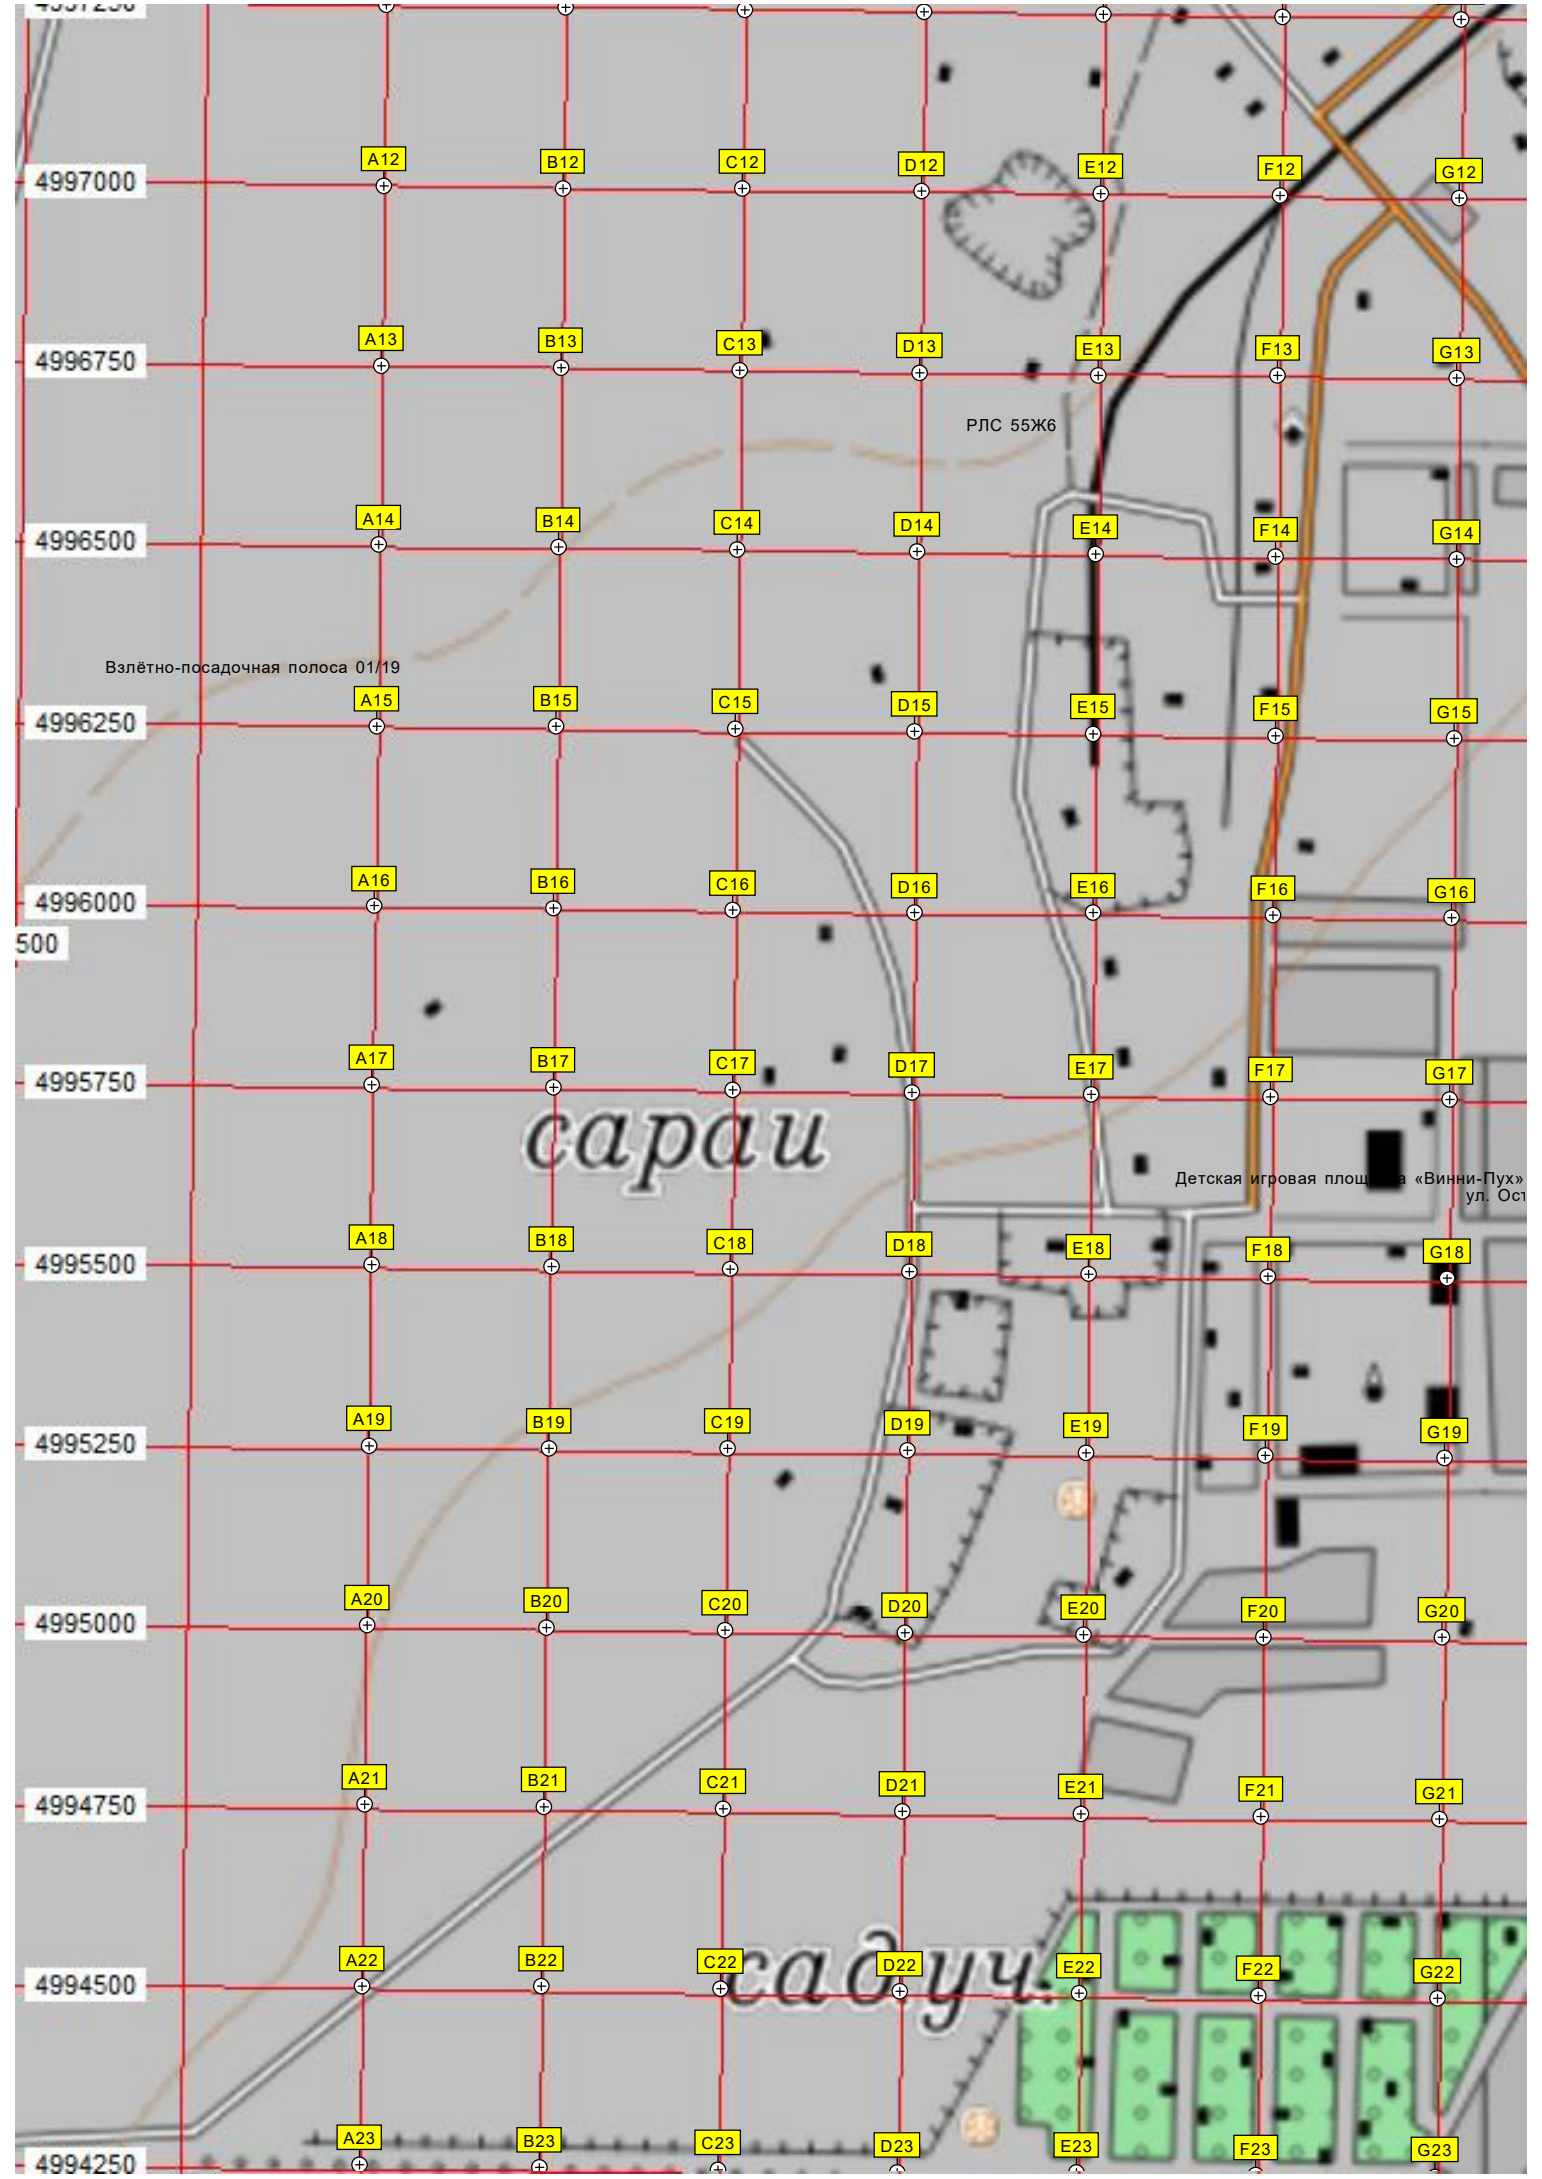 4997250
A12 B12 C12 D12 E12 F12 G12
4997000
A13 B13 C13 D13 E13 F13 G13
4996750
РЛС 55Ж6
A14 B14 C14 D14 E14 F14 G14
4996500
Взлётно-посадочная полоса 01/19
A15 B15 C15 D15 E15 F15 G15
4996250
A16 B16 C16 D16 E16 F16 G16
4996000
500
A17 B17 C17 D17 E17 F17 G17
4995750
сараи
Детская игровая площадка «Винни-Пух»
ул. Ост
A18 B18 C18 D18 E18 F18 G18
4995500
A19 B19 C19 D19 E19 F19 G19
4995250
A20 B20 C20 D20 E20 F20 G20
4995000
A21 B21 C21 D21 E21 F21 G21
4994750
A22 B22 C22 D22 E22 F22 G22
4994500
сад.уч.
A23 B23 C23 D23 E23 F23 G23
4994250